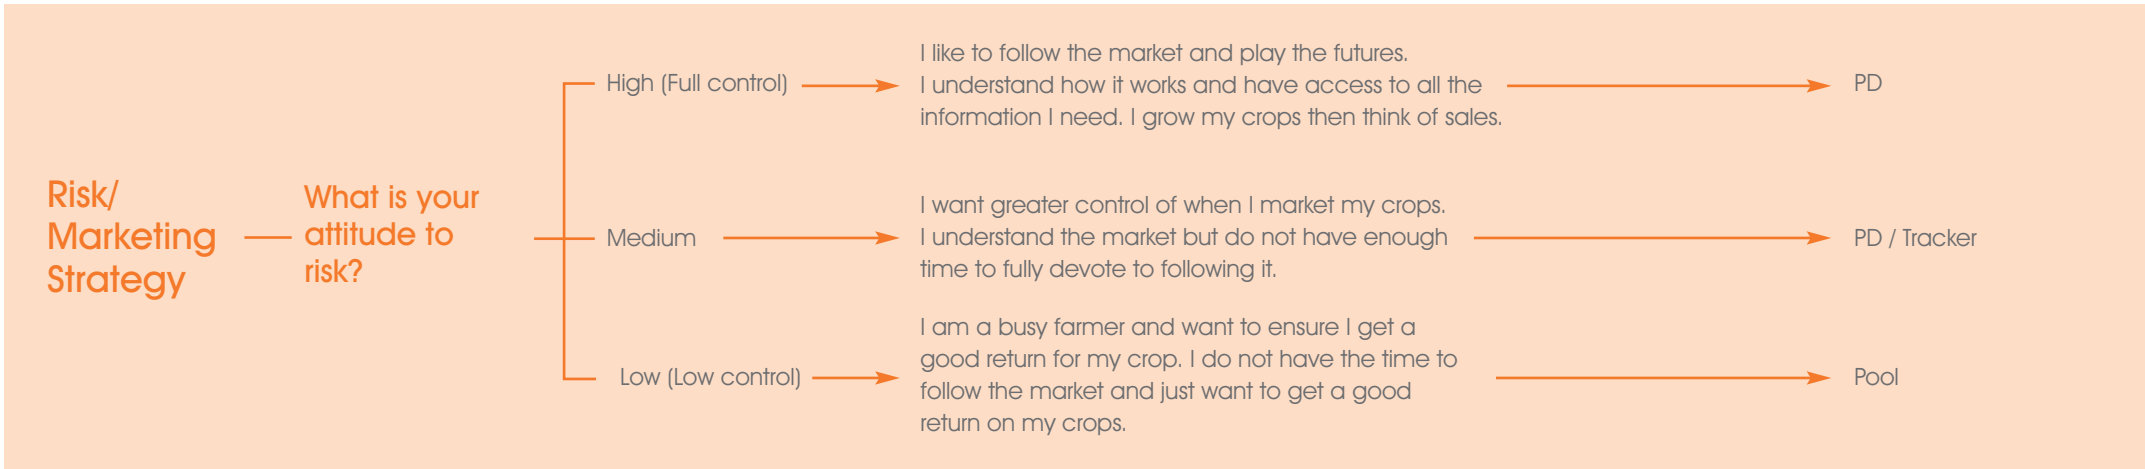 Risk/
Marketing
Strategy
What is your
attitude to
risk?
High (Full control)
I like to follow the market and play the futures.
I understand how it works and have access to all the
information I need. I grow my crops then think of sales.
PD
Medium
I want greater control of when I market my crops.
I understand the market but do not have enough
time to fully devote to following it.
PD / Tracker
Low (Low control)
I am a busy farmer and want to ensure I get a
good return for my crop. I do not have the time to
follow the market and just want to get a good
return on my crops.
Pool